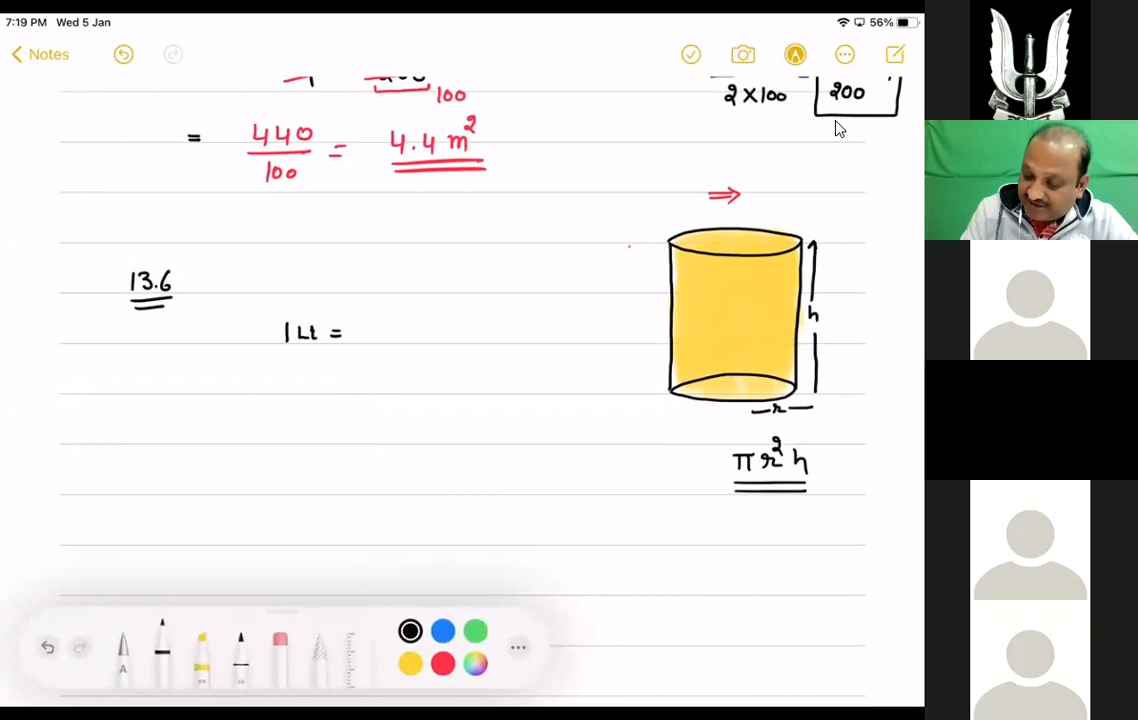 7:19 PM Wed 5 Jan
56%
Notes
100
2 × 100
200
= 440/100 = 4.4 m²
⇒
13.6
h
1 Lt =
r
πr²h
A